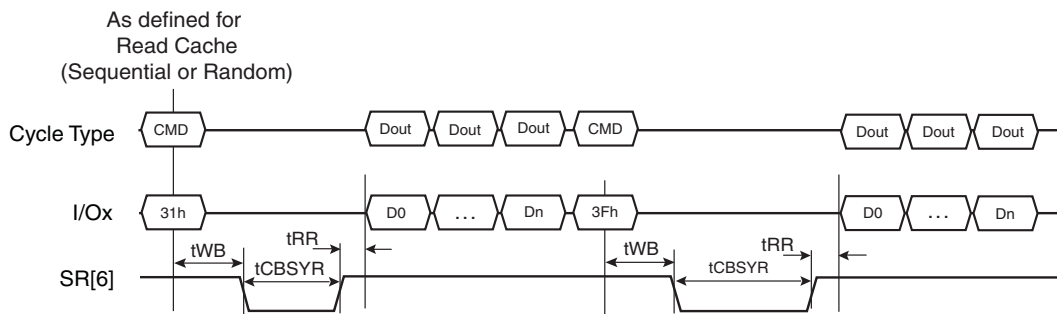 As defined for
Read Cache
(Sequential or Random)
Cycle Type
CMD
Dout
Dout
Dout
CMD
Dout
Dout
Dout
I/Ox
31h
D0
...
Dn
3Fh
D0
...
Dn
tWB
tRR
tWB
tRR
SR[6]
tCBSYR
tCBSYR